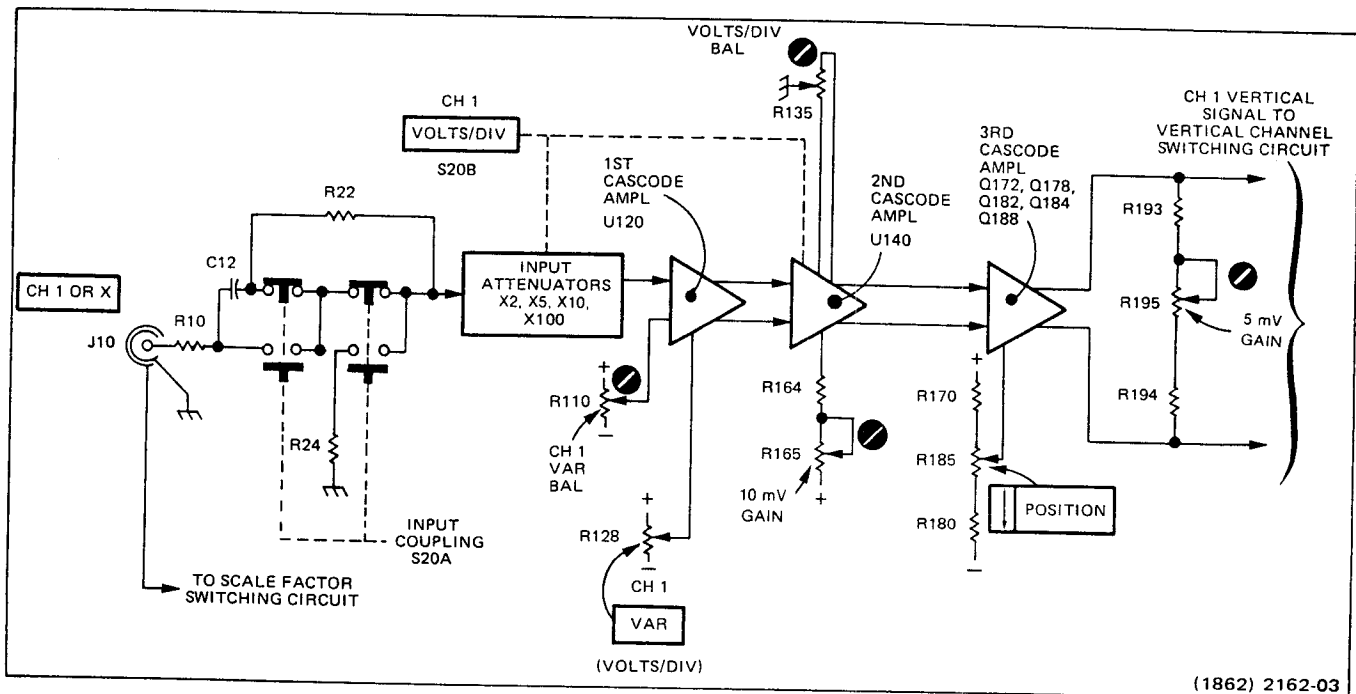 VOLTS/DIV
BAL
R135
CH 1
VOLTS/DIV
S20B
1ST
CASCODE
AMPL
U120
2ND
CASCODE
AMPL
U140
3RD
CASCODE
AMPL
Q172, Q178,
Q182, Q184
Q188
CH 1 VERTICAL
SIGNAL TO
VERTICAL CHANNEL
SWITCHING CIRCUIT
R22
C12
CH 1 OR X
J10
R10
R24
INPUT
ATTENUATORS
X2, X5, X10,
X100
R193
R195
5 mV
GAIN
R194
+
R110
−
CH 1
VAR
BAL
R164
R165
+
10 mV
GAIN
+
R170
R185
R180
−
POSITION
INPUT
COUPLING
S20A
+
R128
−
CH 1
VAR
(VOLTS/DIV)
TO SCALE FACTOR
SWITCHING CIRCUIT
(1862) 2162-03